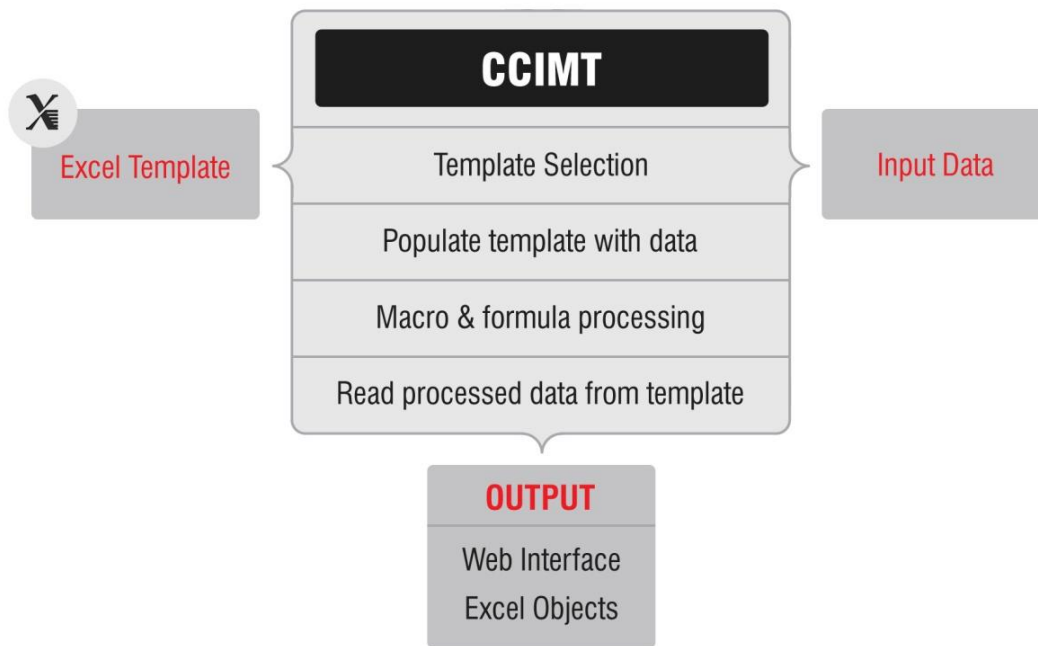 CCIMT
Excel Template
Template Selection
Input Data
Populate template with data
Macro & formula processing
Read processed data from template
OUTPUT
Web Interface
Excel Objects